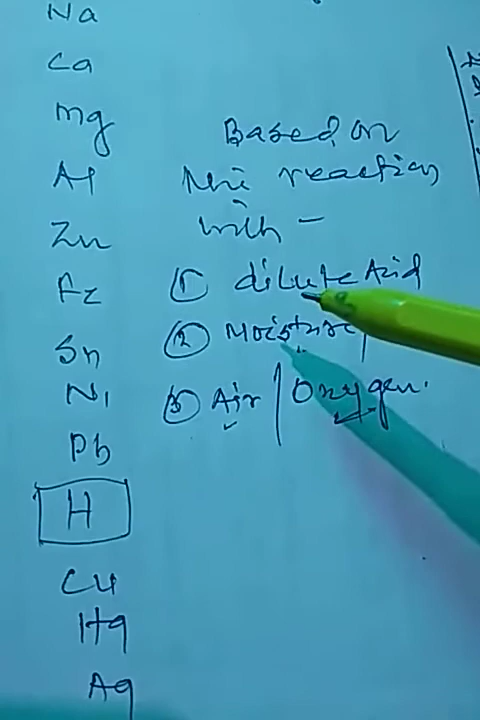 Na
Ca
Mg
Based on
Al
the reaction
Zn
with -
Fe
① dilute Acid
② Moisture
Sn
Ni
③ Air / Oxygen.
Pb
H
Cu
Hg
Ag